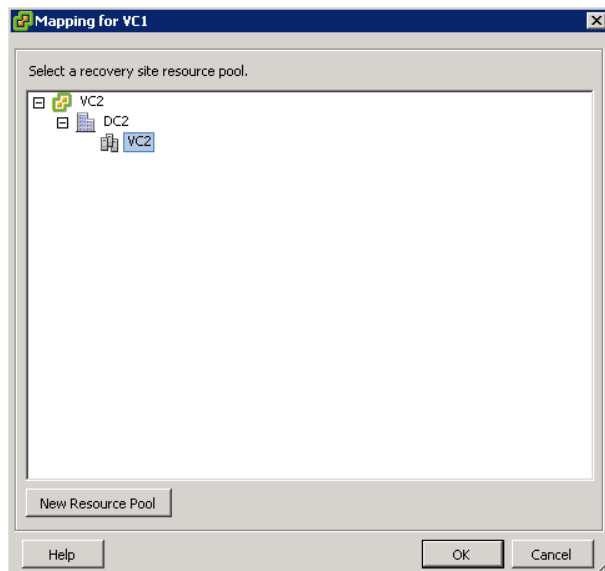 Mapping for VC1
Select a recovery site resource pool.
VC2
DC2
VC2
New Resource Pool
Help
OK
Cancel